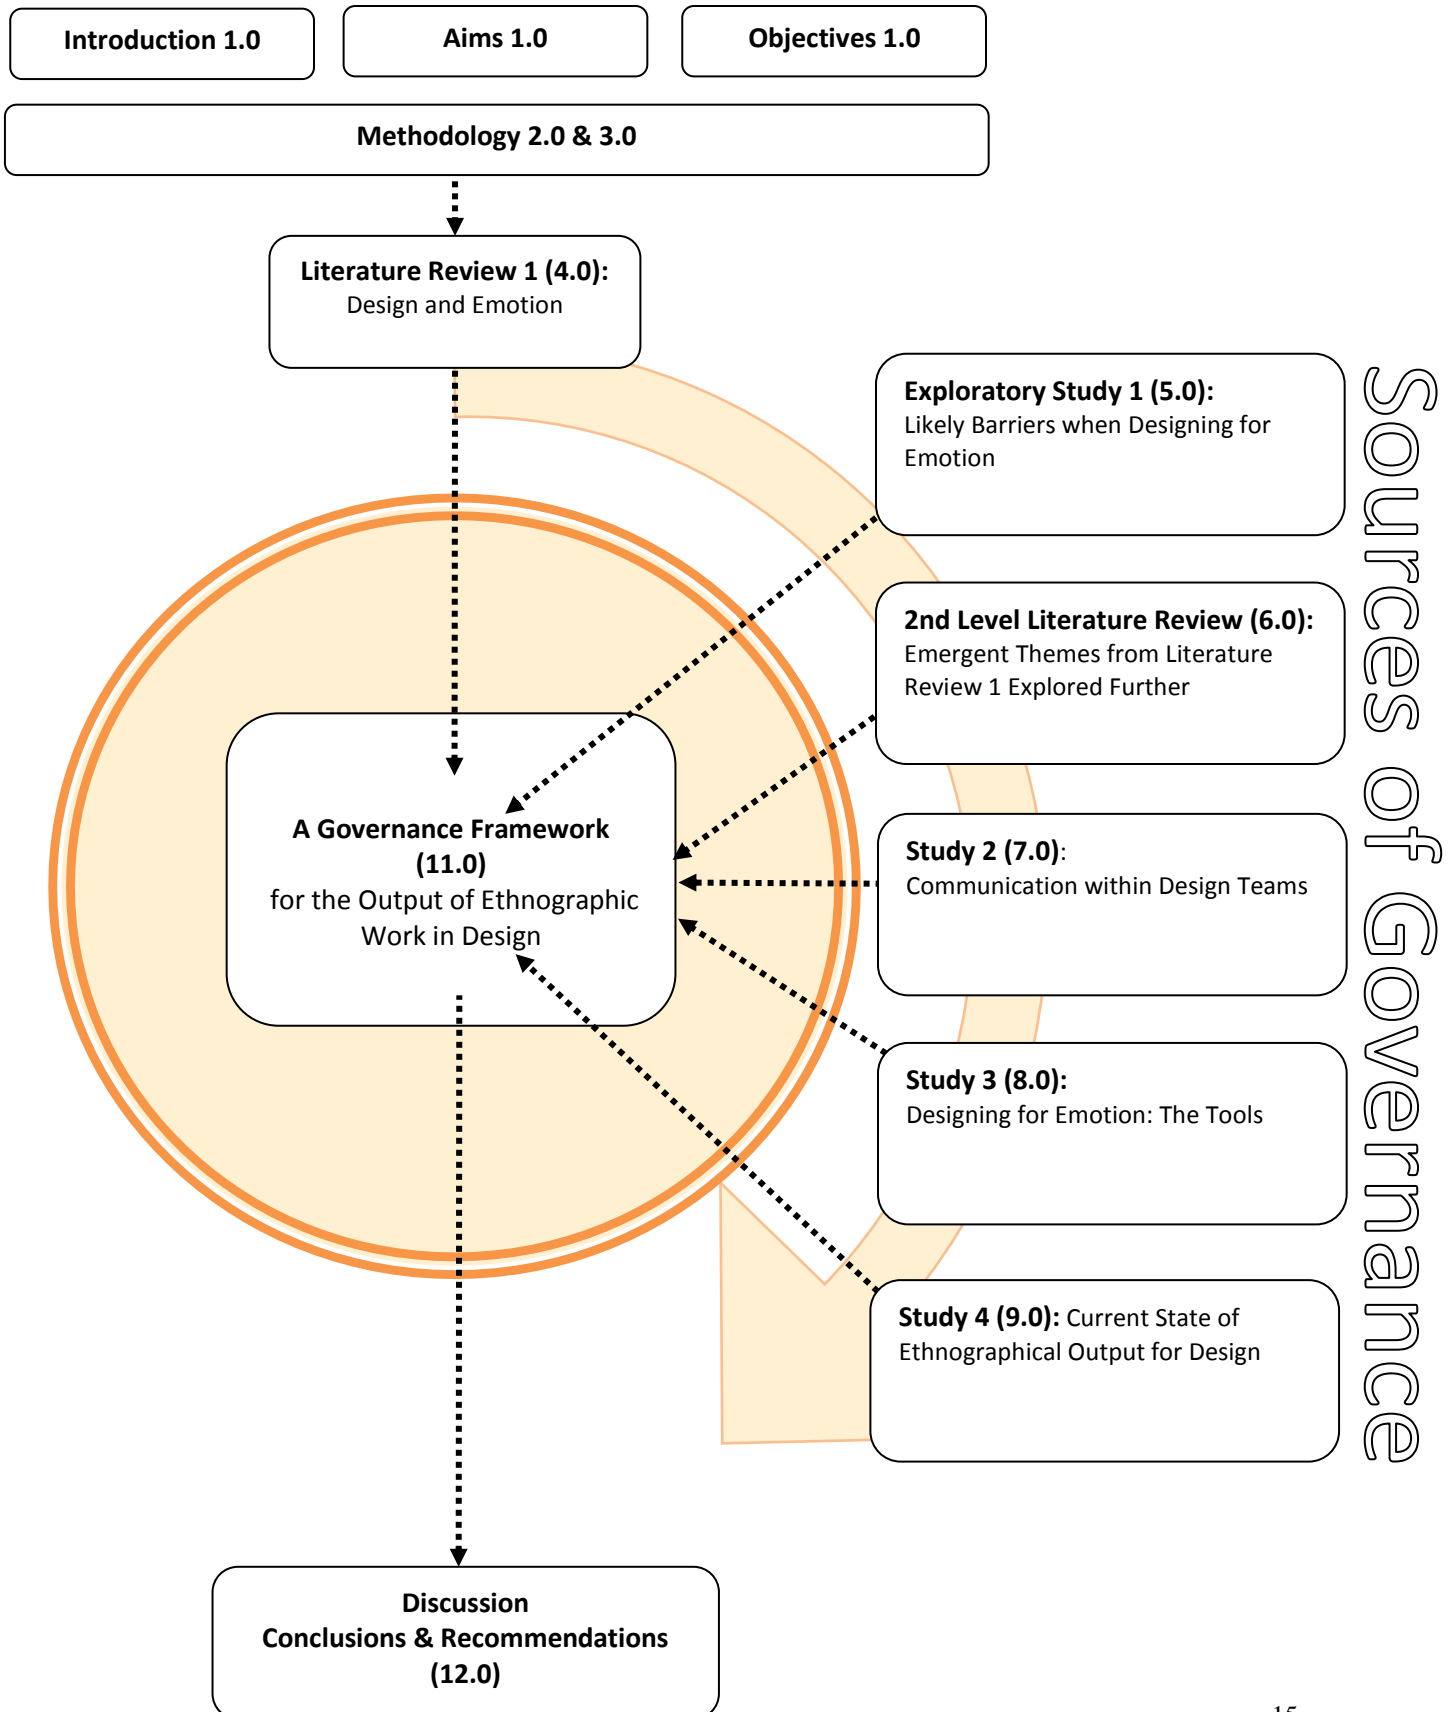 Introduction 1.0
Aims 1.0
Objectives 1.0
Methodology 2.0 & 3.0
Literature Review 1 (4.0):
Design and Emotion
Exploratory Study 1 (5.0):
Likely Barriers when Designing for
Emotion
2nd Level Literature Review (6.0):
Emergent Themes from Literature
Review 1 Explored Further
A Governance Framework
(11.0)
for the Output of Ethnographic
Work in Design
Study 2 (7.0):
Communication within Design Teams
Study 3 (8.0):
Designing for Emotion: The Tools
Study 4 (9.0): Current State of
Ethnographical Output for Design
Sources of Governance
Discussion
Conclusions & Recommendations
(12.0)
15